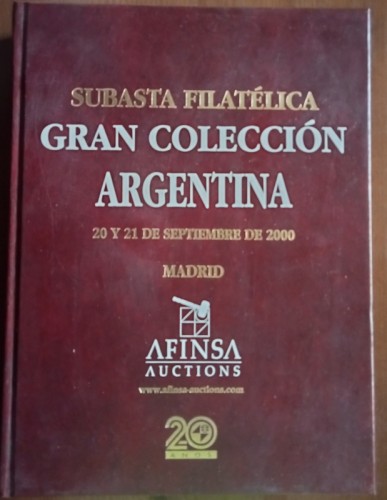 SUBASTA FILATÉLICA
GRAN COLECCIÓN
ARGENTINA
20 Y 21 DE SEPTIEMBRE DE 2000
MADRID
AFINSA
AUCTIONS
www.afinsa-auctions.com
20
AÑOS